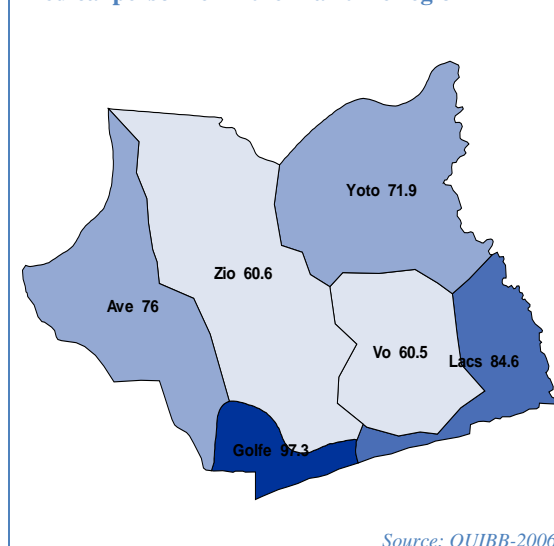 Yoto 71.9
Zio 60.6
Ave 76
Vo 60.5
Lacs 84.6
Golfe 97.3
Source: QUIBB-2006